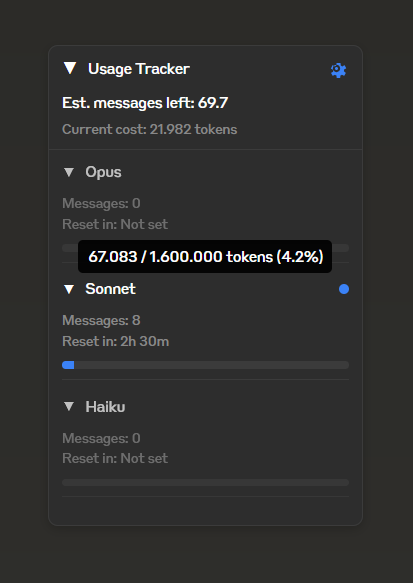 Usage Tracker
Est. messages left: 69.7
Current cost: 21.982 tokens
Opus
Messages: 0
Reset in: Not set
67.083 / 1.600.000 tokens (4.2%)
Sonnet
Messages: 8
Reset in: 2h 30m
Haiku
Messages: 0
Reset in: Not set